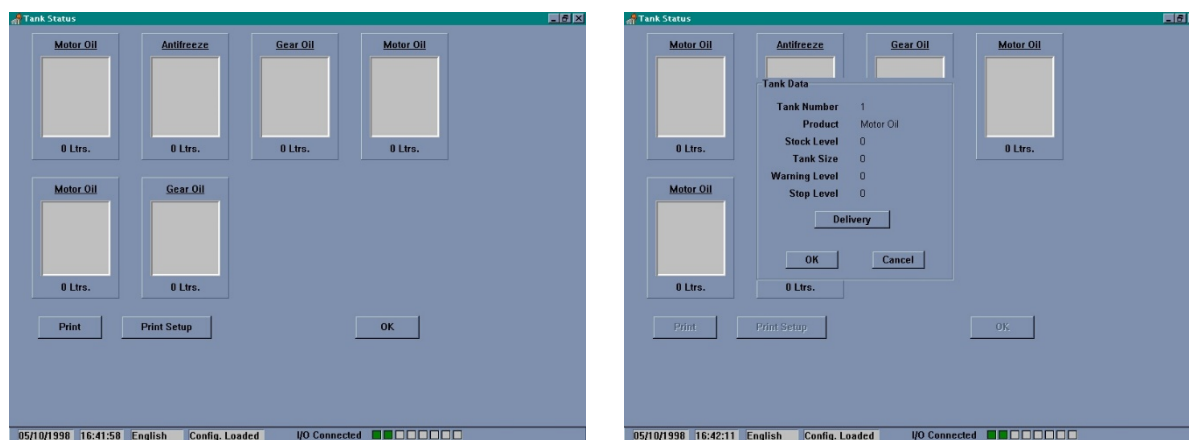 Tank Status
Motor Oil Antifreeze Gear Oil Motor Oil
0 Ltrs. 0 Ltrs. 0 Ltrs. 0 Ltrs.
Motor Oil Gear Oil
0 Ltrs. 0 Ltrs.
Print Print Setup OK
05/10/1998 16:41:58 English Config. Loaded I/O Connected
Tank Status
Motor Oil Antifreeze Gear Oil Motor Oil
Tank Data
Tank Number 1
Product Motor Oil
0 Ltrs. Stock Level 0 0 Ltrs.
Tank Size 0
Warning Level 0
Motor Oil Stop Level 0
Delivery
OK Cancel
0 Ltrs. 0 Ltrs.
Print Print Setup OK
05/10/1998 16:42:11 English Config. Loaded I/O Connected